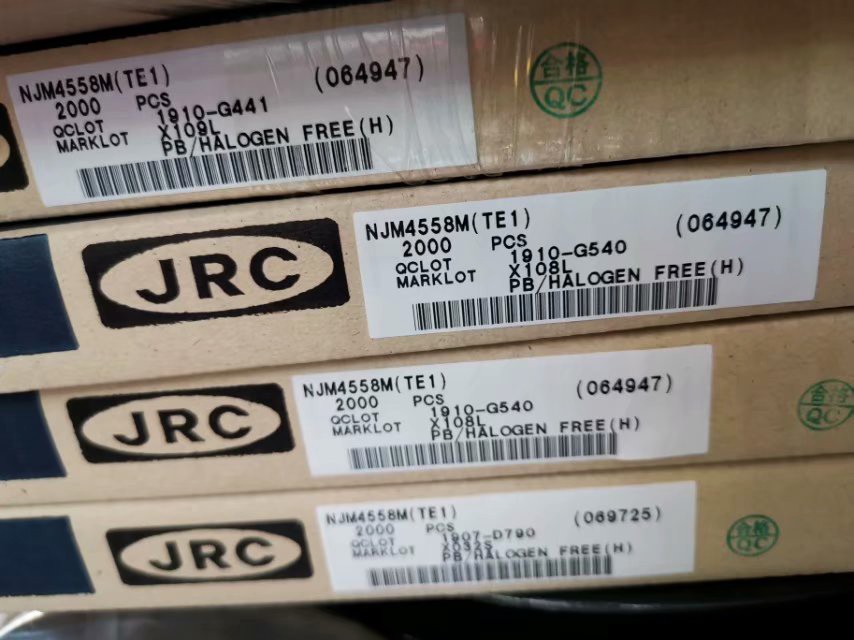 NJM4558M(TE1) (064947)
2000 PCS
QCLOT 1910-G441
MARKLOT X109L
PB/HALOGEN FREE(H)
合格
QC
JRC
NJM4558M(TE1) (064947)
2000 PCS
QCLOT 1910-G540
MARKLOT X108L
PB/HALOGEN FREE(H)
JRC
NJM4558M(TE1) (064947)
2000 PCS
QCLOT 1910-G540
MARKLOT X108L
PB/HALOGEN FREE(H)
合格
QC
JRC
NJM4558M(TE1) (069725)
2000 PCS
QCLOT 1907-D790
MARKLOT
PB/HALOGEN FREE(H)
合格
QC